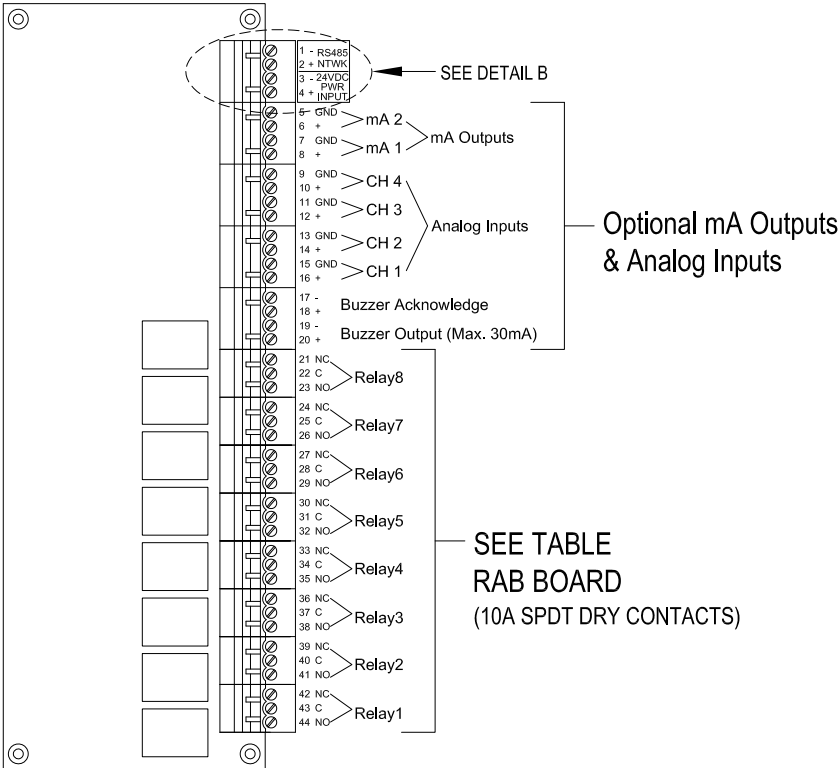 1 - RS485
2 + NTWK
3 - 24VDC
PWR
4 + INPUT
SEE DETAIL B
5 GND
6 +
mA 2
7 GND
8 +
mA 1
mA Outputs
9 GND
10 +
CH 4
11 GND
12 +
CH 3
13 GND
14 +
CH 2
15 GND
16 +
CH 1
Analog Inputs
17 -
18 +
Buzzer Acknowledge
19 -
20 +
Buzzer Output (Max. 30mA)
Optional mA Outputs
& Analog Inputs
21 NC
22 C
23 NO
Relay8
24 NC
25 C
26 NO
Relay7
27 NC
28 C
29 NO
Relay6
30 NC
31 C
32 NO
Relay5
33 NC
34 C
35 NO
Relay4
36 NC
37 C
38 NO
Relay3
39 NC
40 C
41 NO
Relay2
42 NC
43 C
44 NO
Relay1
SEE TABLE
RAB BOARD
(10A SPDT DRY CONTACTS)